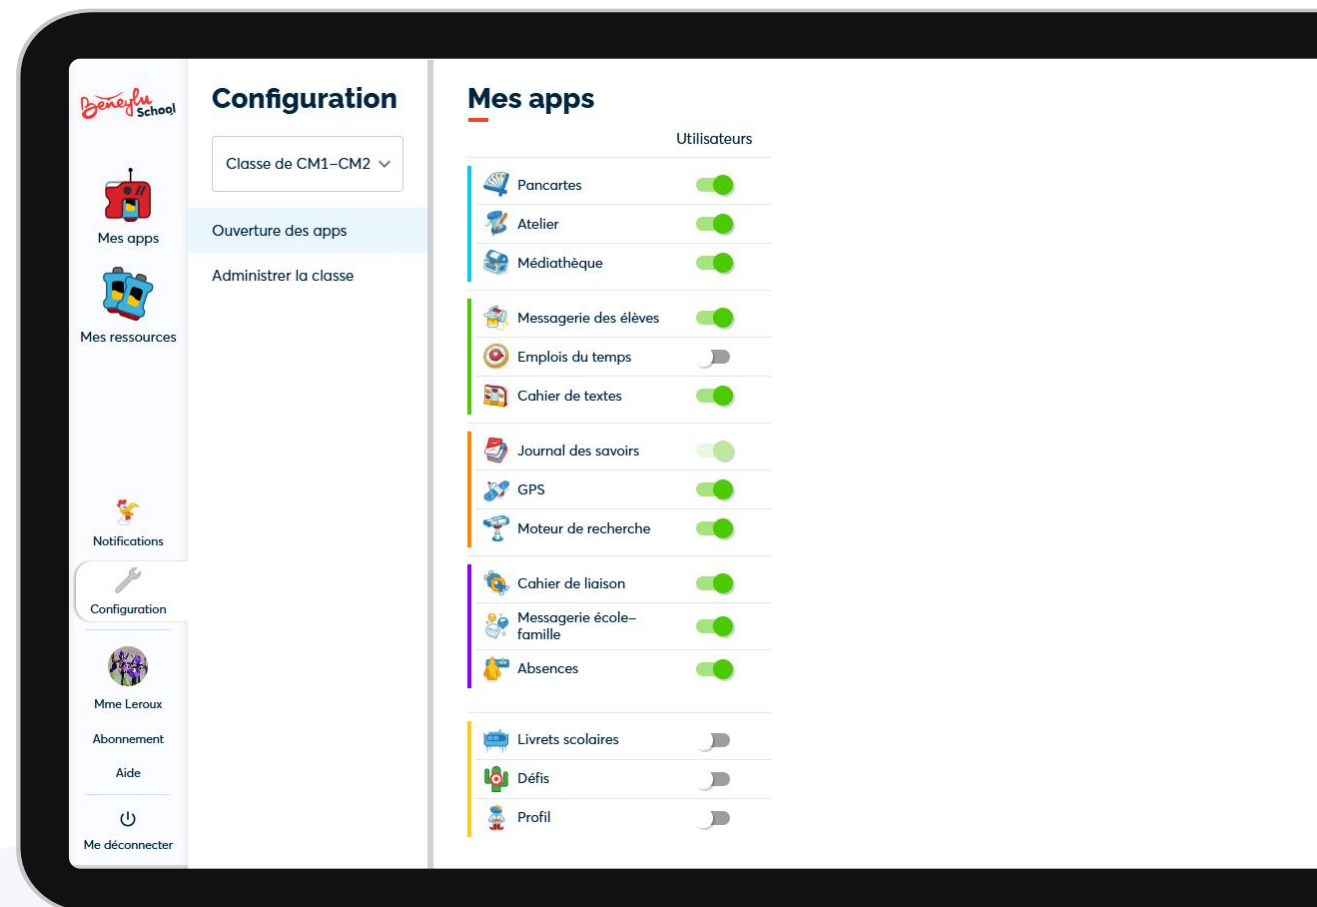 Beneylu
School
Mes apps
Mes ressources
Notifications
Configuration
Mme Leroux
Abonnement
Aide
Me déconnecter
Configuration
Classe de CM1–CM2
Ouverture des apps
Administrer la classe
Mes apps
Utilisateurs
Pancartes
Atelier
Médiathèque
Messagerie des élèves
Emplois du temps
Cahier de textes
Journal des savoirs
GPS
Moteur de recherche
Cahier de liaison
Messagerie école–
famille
Absences
Livrets scolaires
Défis
Profil